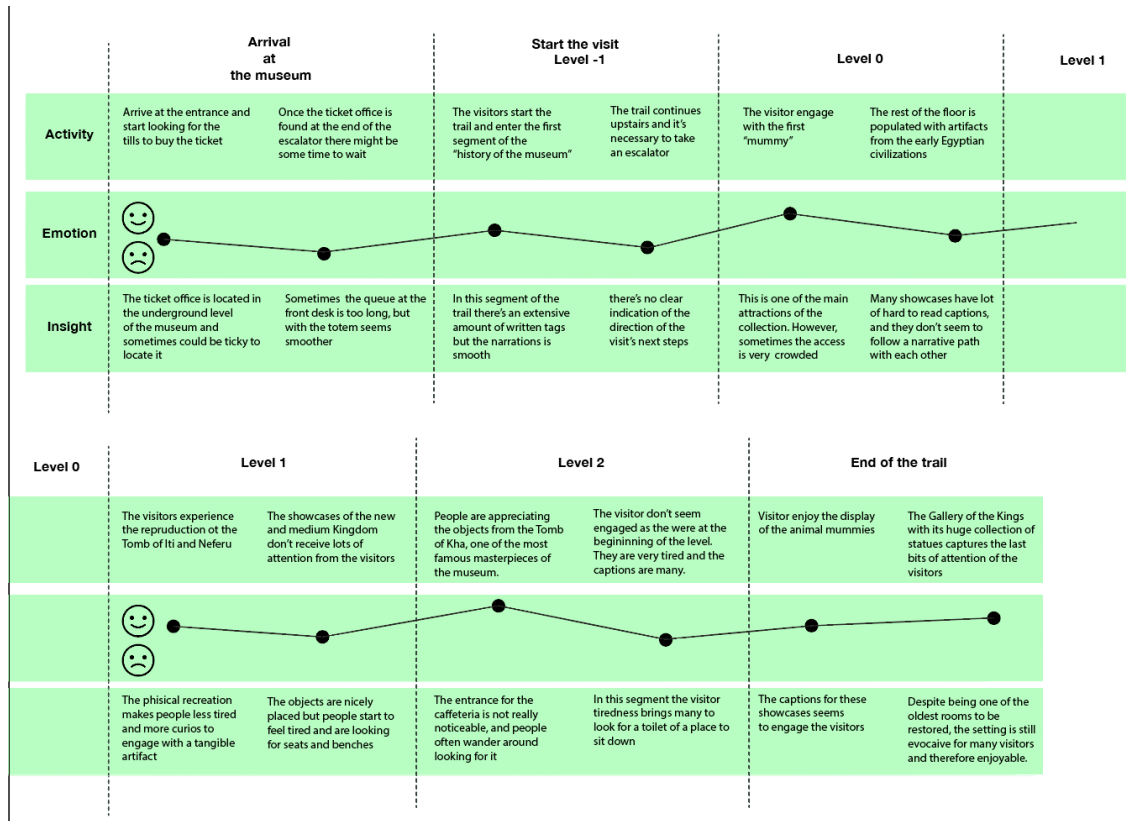 Arrival
at
the museum
Start the visit
Level -1
Level 0
Level 1
Activity
Arrive at the entrance and
start looking for the
tills to buy the ticket
Once the ticket office is
found at the end of the
escalator there might be
some time to wait
The visitors start the
trail and enter the first
segment of the
“history of the museum”
The trail continues
upstairs and it’s
necessary to take
an escalator
The visitor engage
with the first
“mummy”
The rest of the floor is
populated with artifacts
from the early Egyptian
civilizations
Emotion
Insight
The ticket office is located in
the underground level
of the museum and
sometimes could be ticky to
locate it
Sometimes the queue at the
front desk is too long, but
with the totem seems
smoother
In this segment of the
trail there’s an extensive
amount of written tags
but the narrations is
smooth
there’s no clear
indication of the
direction of the
visit’s next steps
This is one of the main
attractions of the
collection. However,
sometimes the access
is very crowded
Many showcases have lot
of hard to read captions,
and they don’t seem to
follow a narrative path
with each other
Level 0
Level 1
Level 2
End of the trail
The visitors experience
the repruduction ot the
Tomb of Iti and Neferu
The showcases of the new
and medium Kingdom
don’t receive lots of
attention from the visitors
People are appreciating
the objects from the Tomb
of Kha, one of the most
famous masterpieces of
the museum.
The visitor don’t seem
engaged as the were at the
begininning of the level.
They are very tired and the
captions are many.
Visitor enjoy the display
of the animal mummies
The Gallery of the Kings
with its huge collection of
statues captures the last
bits of attention of the
visitors
The phisical recreation
makes people less tired
and more curios to
engage with a tangible
artifact
The objects are nicely
placed but people start to
feel tired and are looking
for seats and benches
The entrance for the
caffeteria is not really
noticeable, and people
often wander around
looking for it
In this segment the visitor
tiredness brings many to
look for a toilet of a place to
sit down
The captions for these
showcases seems
to engage the visitors
Despite being one of the
oldest rooms to be
restored, the setting is still
evocaive for many visitors
and therefore enjoyable.